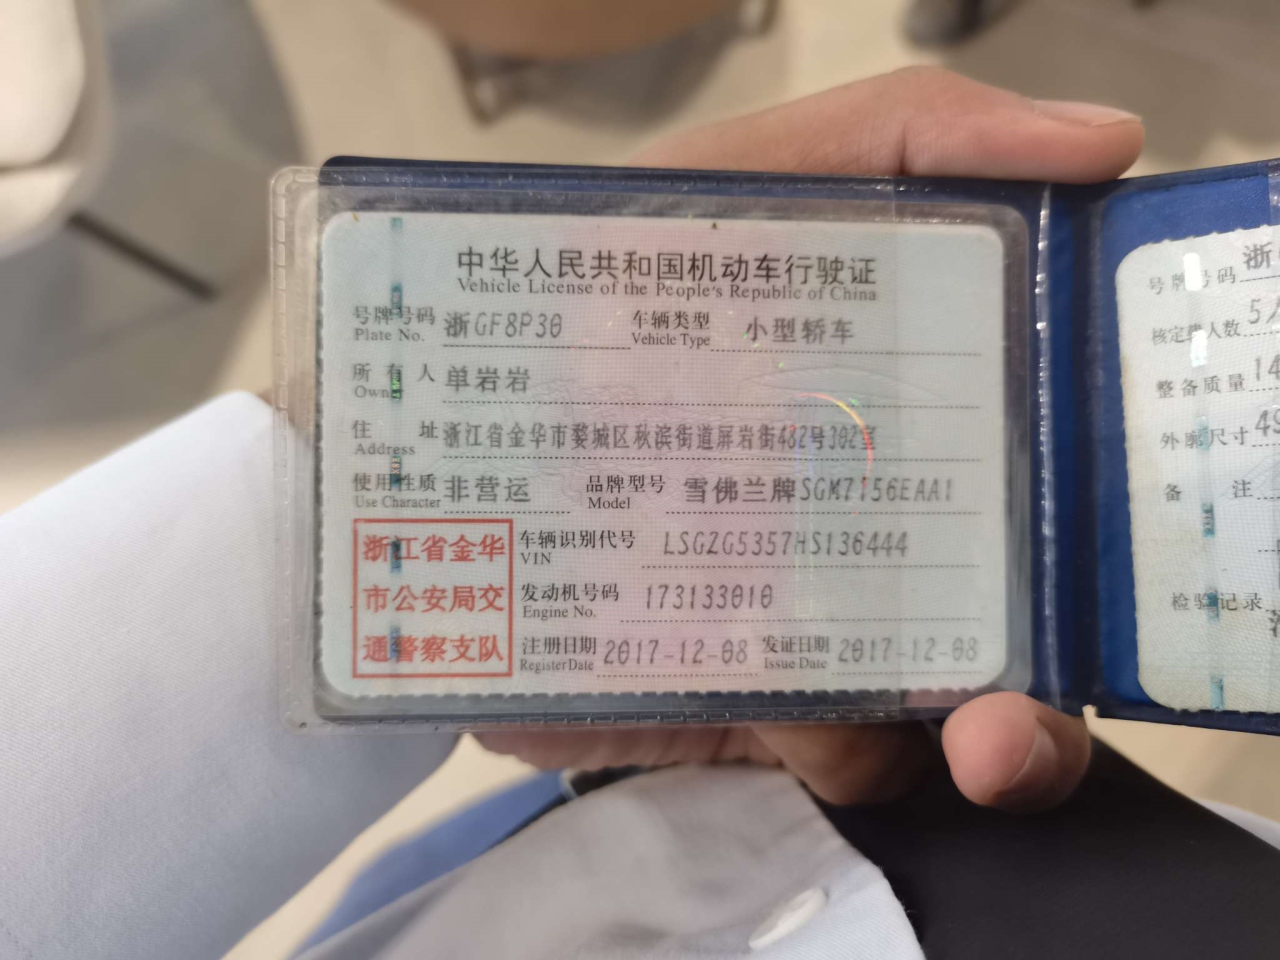 中华人民共和国机动车行驶证
Vehicle License of the People's Republic of China
号牌号码 浙GF8P30 车辆类型 小型轿车
Plate No. Vehicle Type
所有人 单岩岩
Owner
住址 浙江省金华市婺城区秋滨街道屏岩街482号302室
Address
使用性质 非营运 品牌型号 雪佛兰牌SGM7156EAA1
Use Character Model
浙江省金华
市公安局交
通警察支队
车辆识别代号 LSGZG5357HS136444
VIN
发动机号码 173133010
Engine No.
注册日期 2017-12-08 发证日期 2017-12-08
Register Date Issue Date
号牌号码 浙
核定载人数 5人
整备质量 14
外廓尺寸 49
备注
检验记录